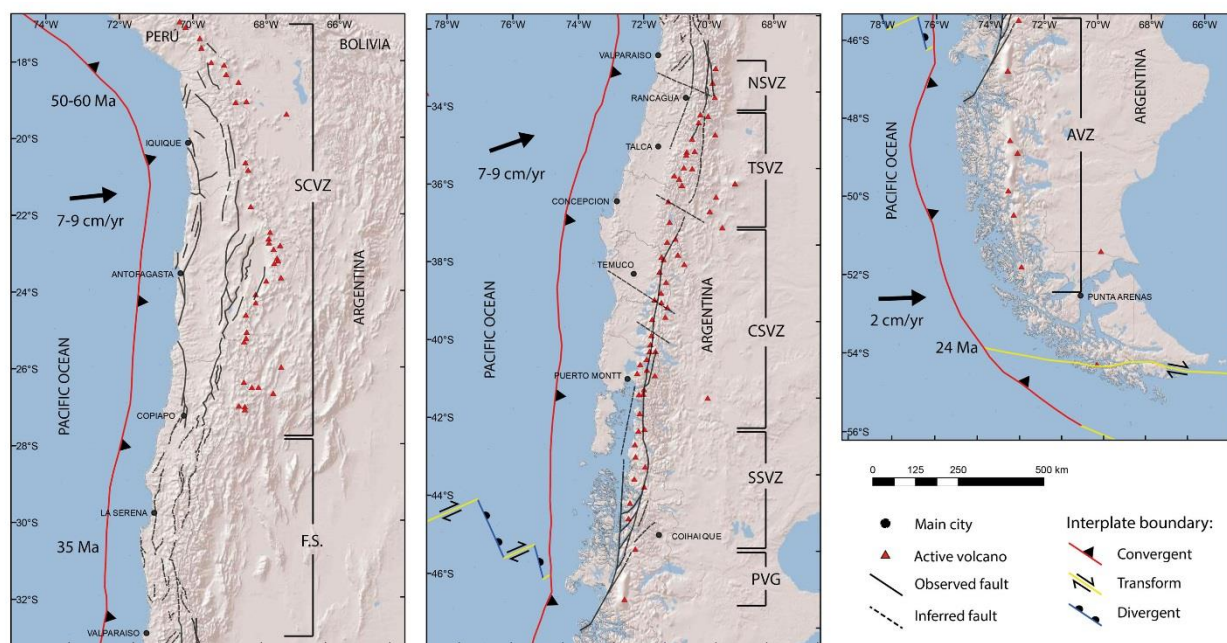 74°W
72°W
70°W
68°W
66°W
PERÚ
BOLIVIA
18°S
50-60 Ma
20°S
IQUIQUE
SCVZ
7-9 cm/yr
22°S
ANTOFAGASTA
24°S
PACIFIC OCEAN
ARGENTINA
26°S
COPIAPO
28°S
LA SERENA
30°S
35 Ma
F.S.
32°S
VALPARAISO
76°W
74°W
72°W
70°W
VALPARAISO
NSVZ
34°S
RANCAGUA
TALCA
TSVZ
7-9 cm/yr
36°S
CONCEPCION
38°S
TEMUCO
PACIFIC OCEAN
ARGENTINA
CSVZ
40°S
PUERTO MONTT
42°S
SSVZ
44°S
COIHAIQUE
PVG
46°S
78°W
76°W
74°W
72°W
70°W
68°W
66°W
46°S
ARGENTINA
AVZ
48°S
PACIFIC OCEAN
50°S
52°S
PUNTA ARENAS
2 cm/yr
24 Ma
54°S
56°S
0 125 250 500 km
Main city
Interplate boundary:
Active volcano
Convergent
Observed fault
Transform
Inferred fault
Divergent